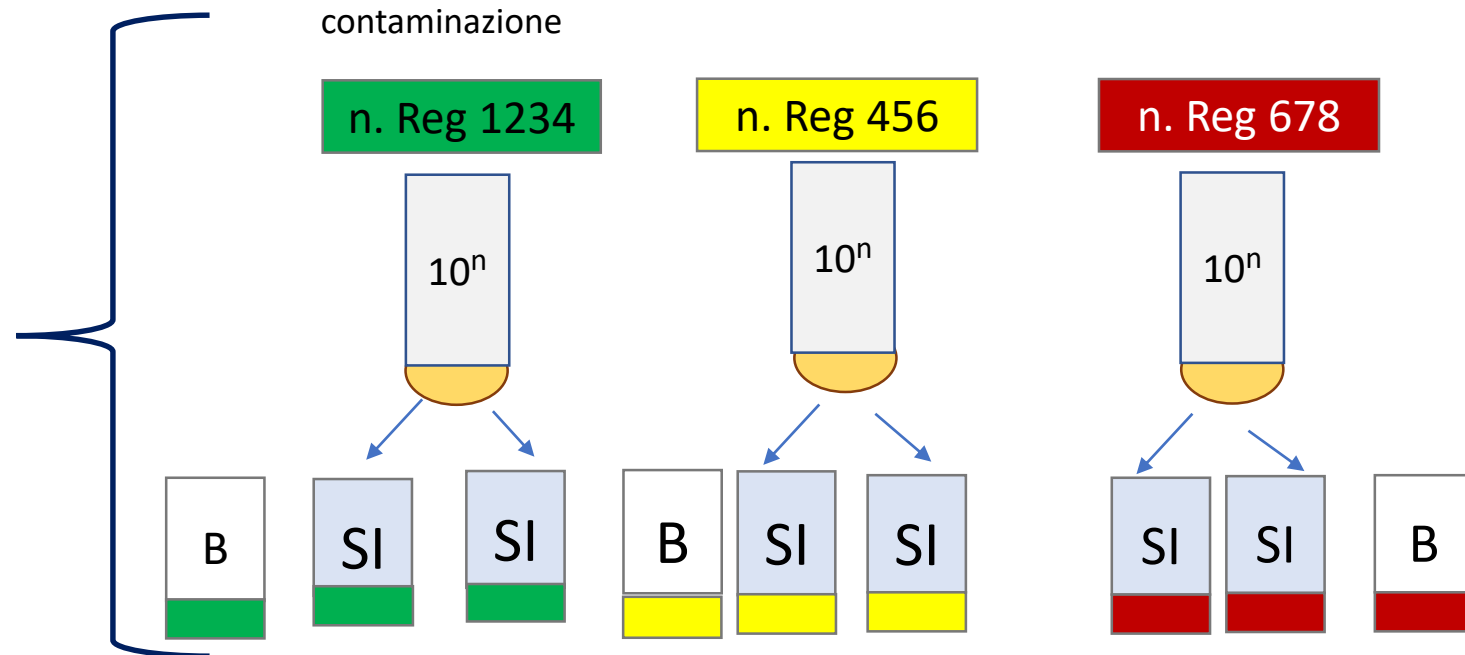 contaminazione
n. Reg 1234
n. Reg 456
n. Reg 678
10ⁿ
10ⁿ
10ⁿ
B
SI
SI
B
SI
SI
SI
SI
B